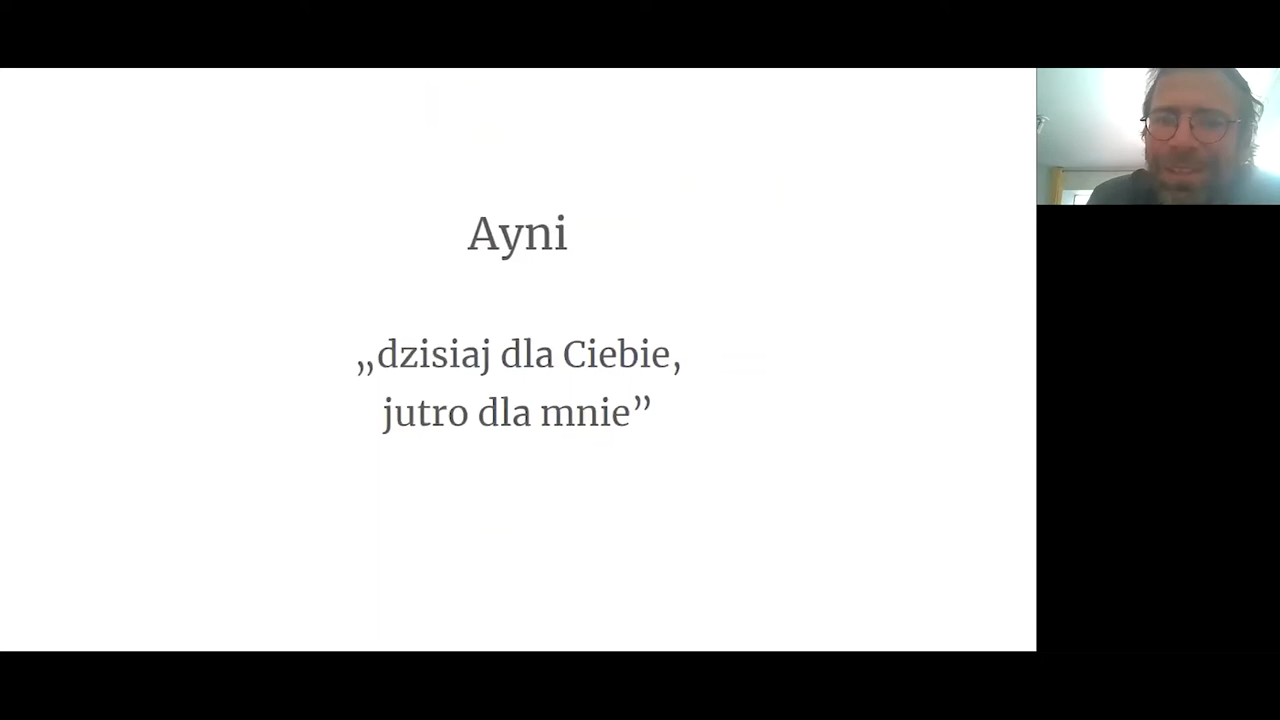 Ayni
„dzisiaj dla Ciebie,
jutro dla mnie”